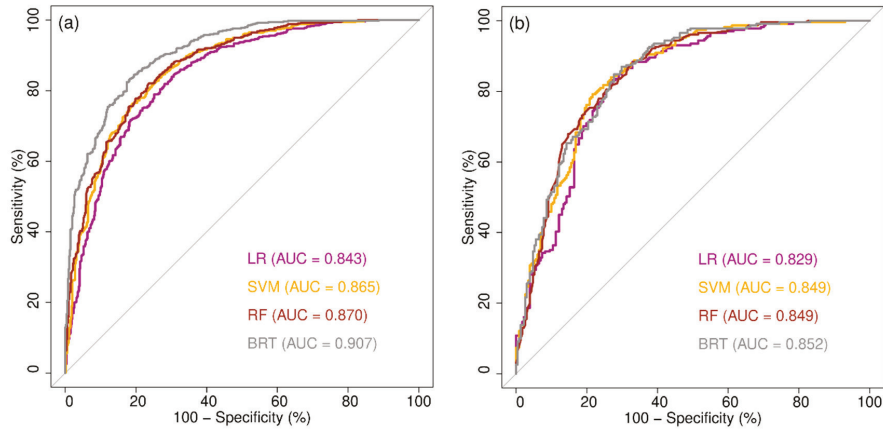 (a)
100
80
60
40
20
0
Sensitivity (%)
LR (AUC = 0.843)
SVM (AUC = 0.865)
RF (AUC = 0.870)
BRT (AUC = 0.907)
0 20 40 60 80 100
100 − Specificity (%)
(b)
100
80
60
40
20
0
Sensitivity (%)
LR (AUC = 0.829)
SVM (AUC = 0.849)
RF (AUC = 0.849)
BRT (AUC = 0.852)
0 20 40 60 80 100
100 − Specificity (%)